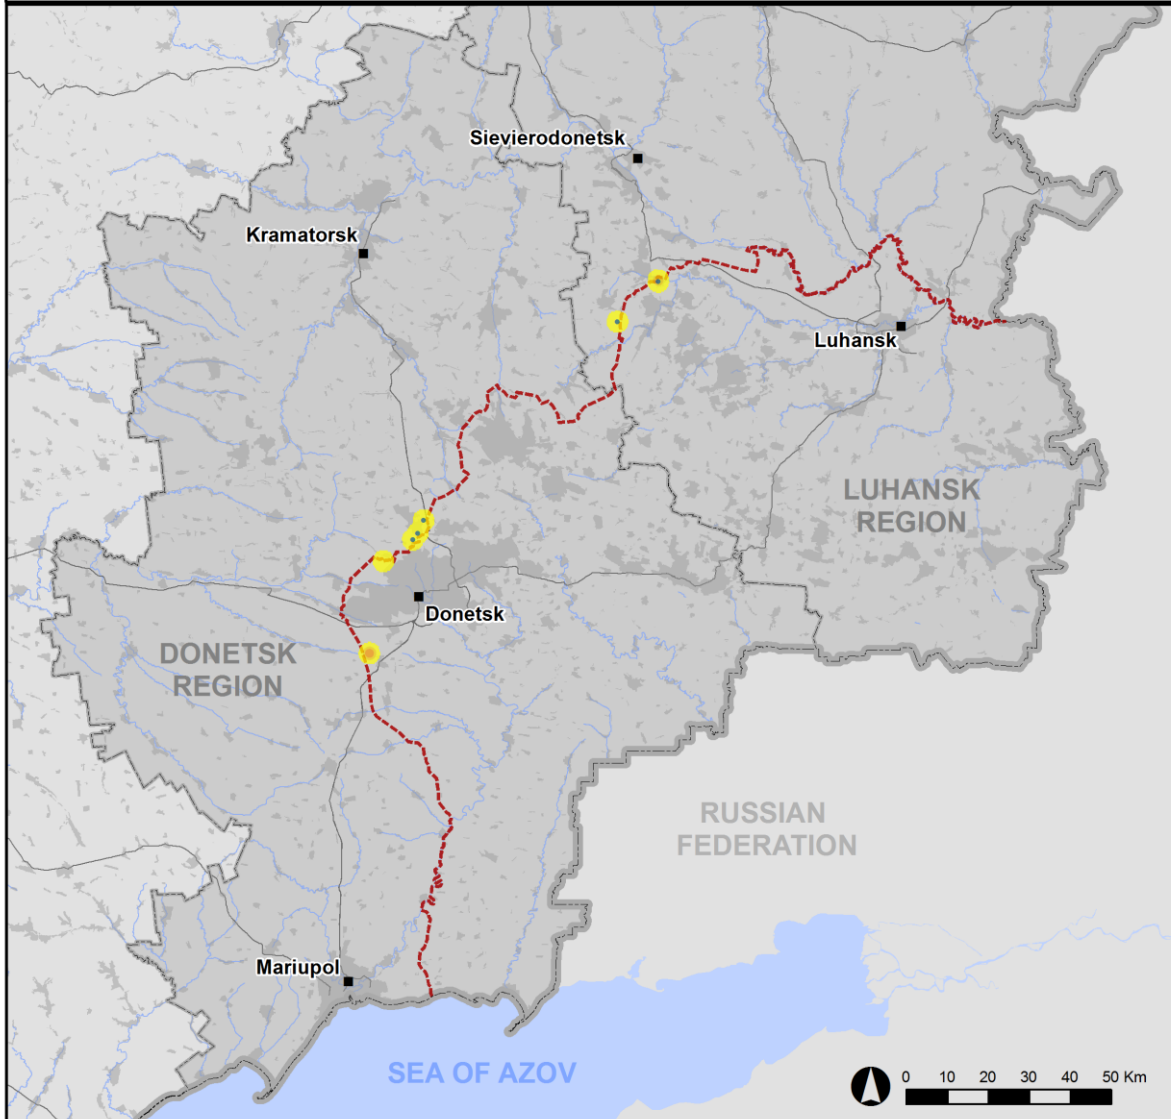 Sievierodonetsk
Kramatorsk
Luhansk
LUHANSK
REGION
Donetsk
DONETSK
REGION
RUSSIAN
FEDERATION
Mariupol
SEA OF AZOV
0 10 20 30 40 50 Km